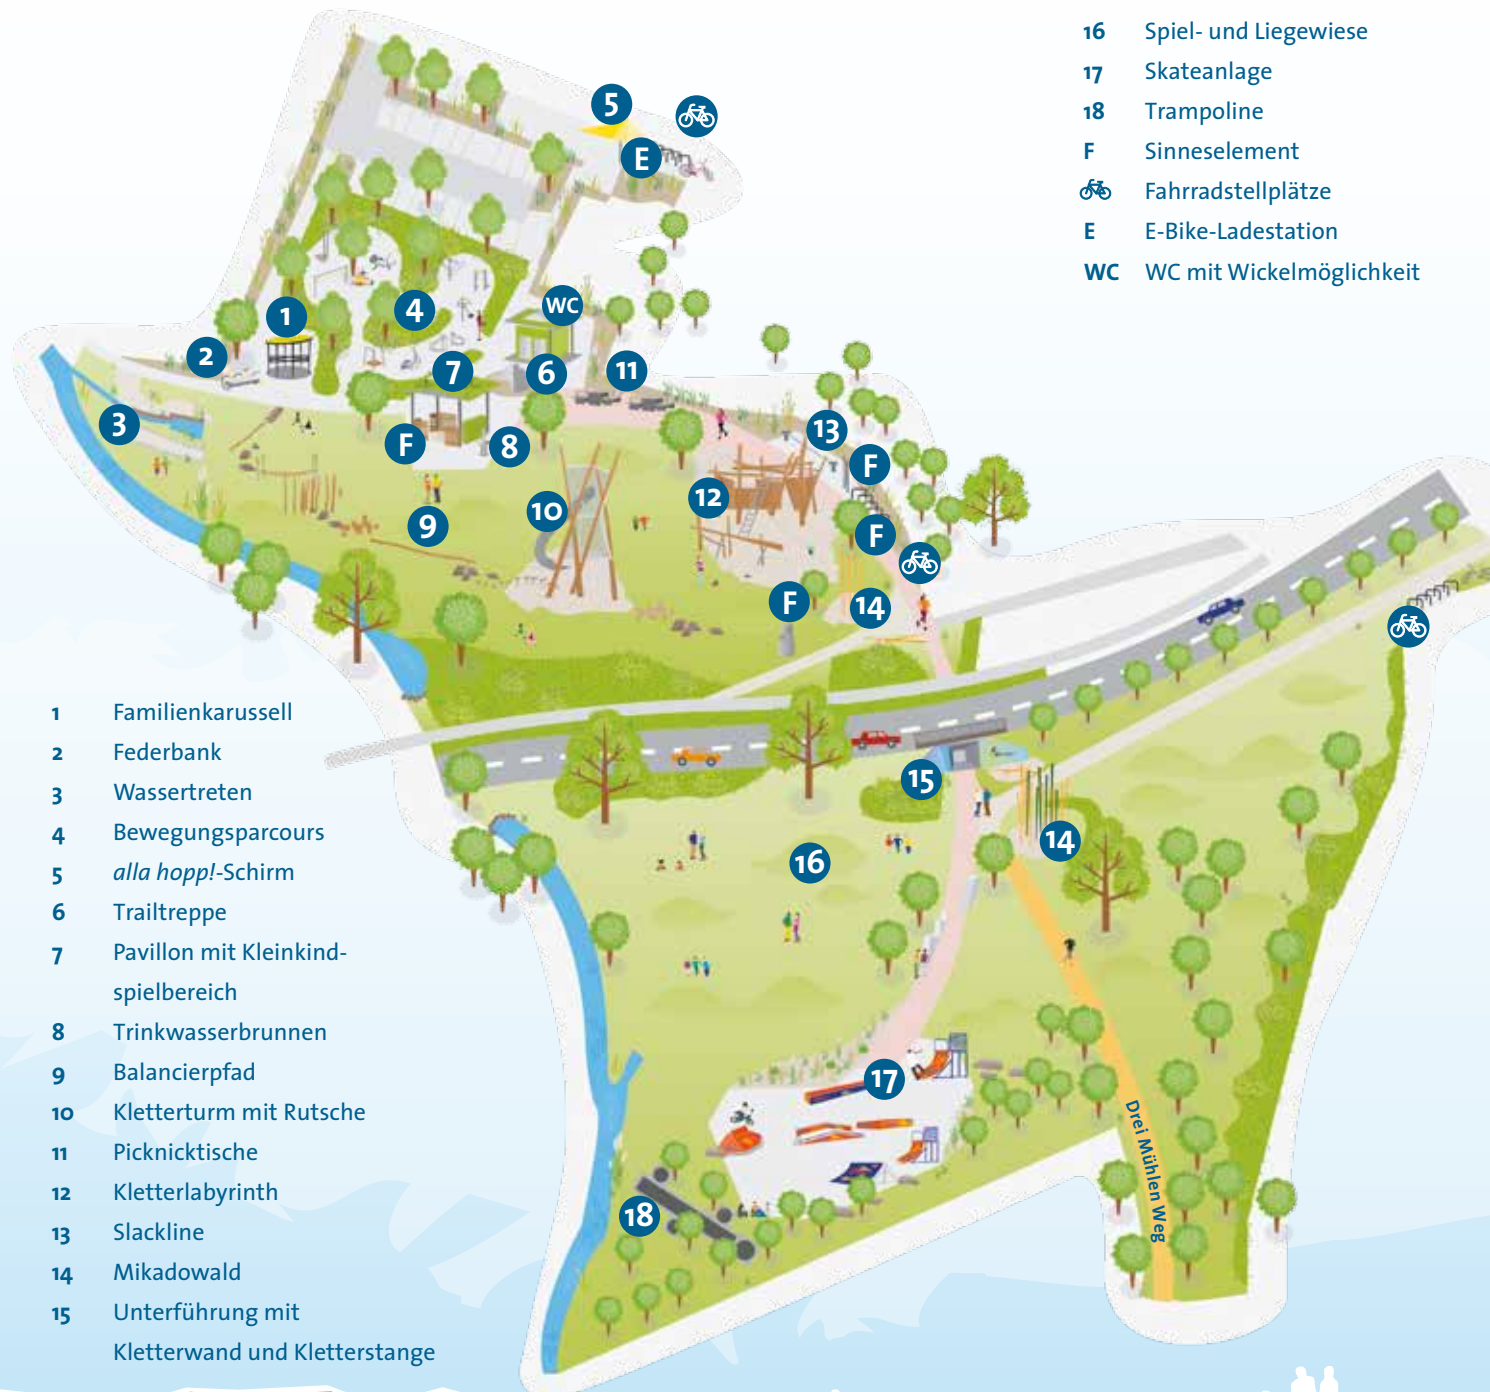 16 Spiel- und Liegewiese
17 Skateanlage
18 Trampoline
F Sinneselement
Fahrradstellplätze
E E-Bike-Ladestation
WC WC mit Wickelmöglichkeit
5
E
WC
1
4
2
7
6
11
3
F
8
13
F
12
10
9
F
F
14
15
14
16
17
18
Drei Mühlen Weg
1 Familienkarussell
2 Federbank
3 Wassertreten
4 Bewegungsparcours
5 alla hopp!-Schirm
6 Trailtreppe
7 Pavillon mit Kleinkind-
spielbereich
8 Trinkwasserbrunnen
9 Balancierpfad
10 Kletterturm mit Rutsche
11 Picknicktische
12 Kletterlabyrinth
13 Slackline
14 Mikadowald
15 Unterführung mit
Kletterwand und Kletterstange